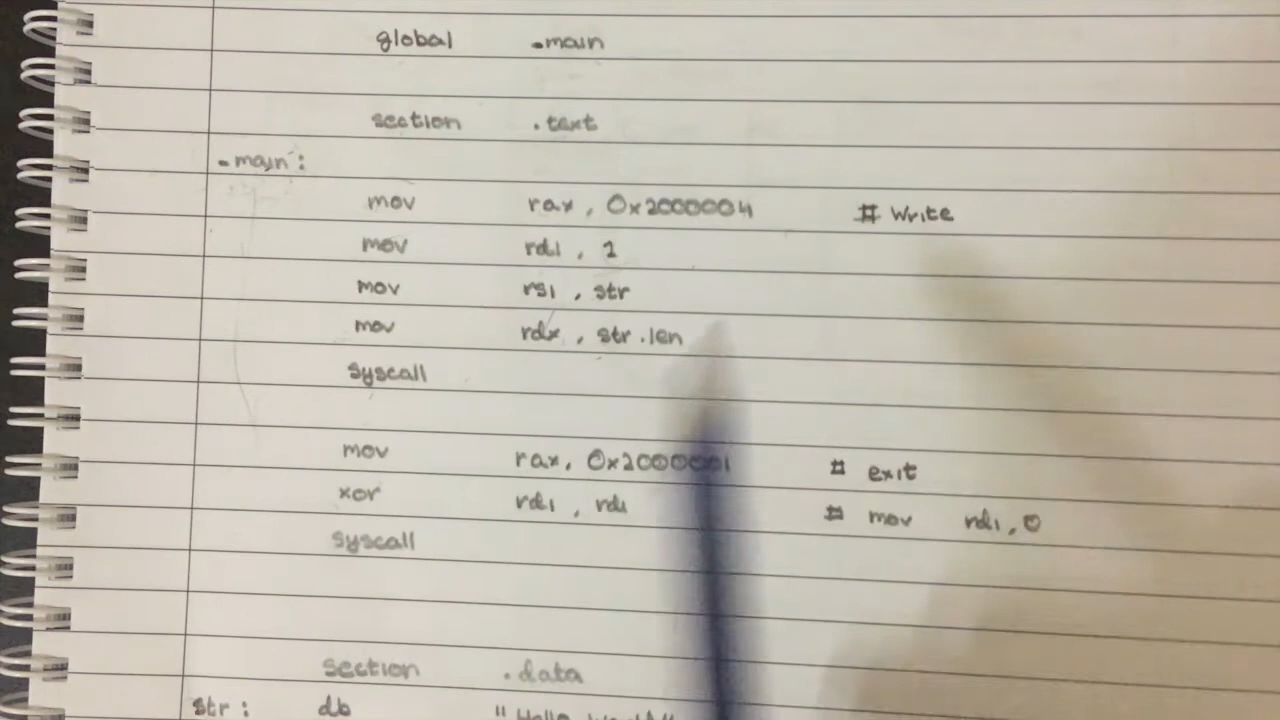 global _main
section .text
_main:
mov rax, 0x2000004 # Write
mov rdi, 1
mov rsi, str
mov rdx, str.len
syscall
mov rax, 0x2000001 # exit
xor rdi, rdi # mov rdi, 0
syscall
section .data
str: db "Hello